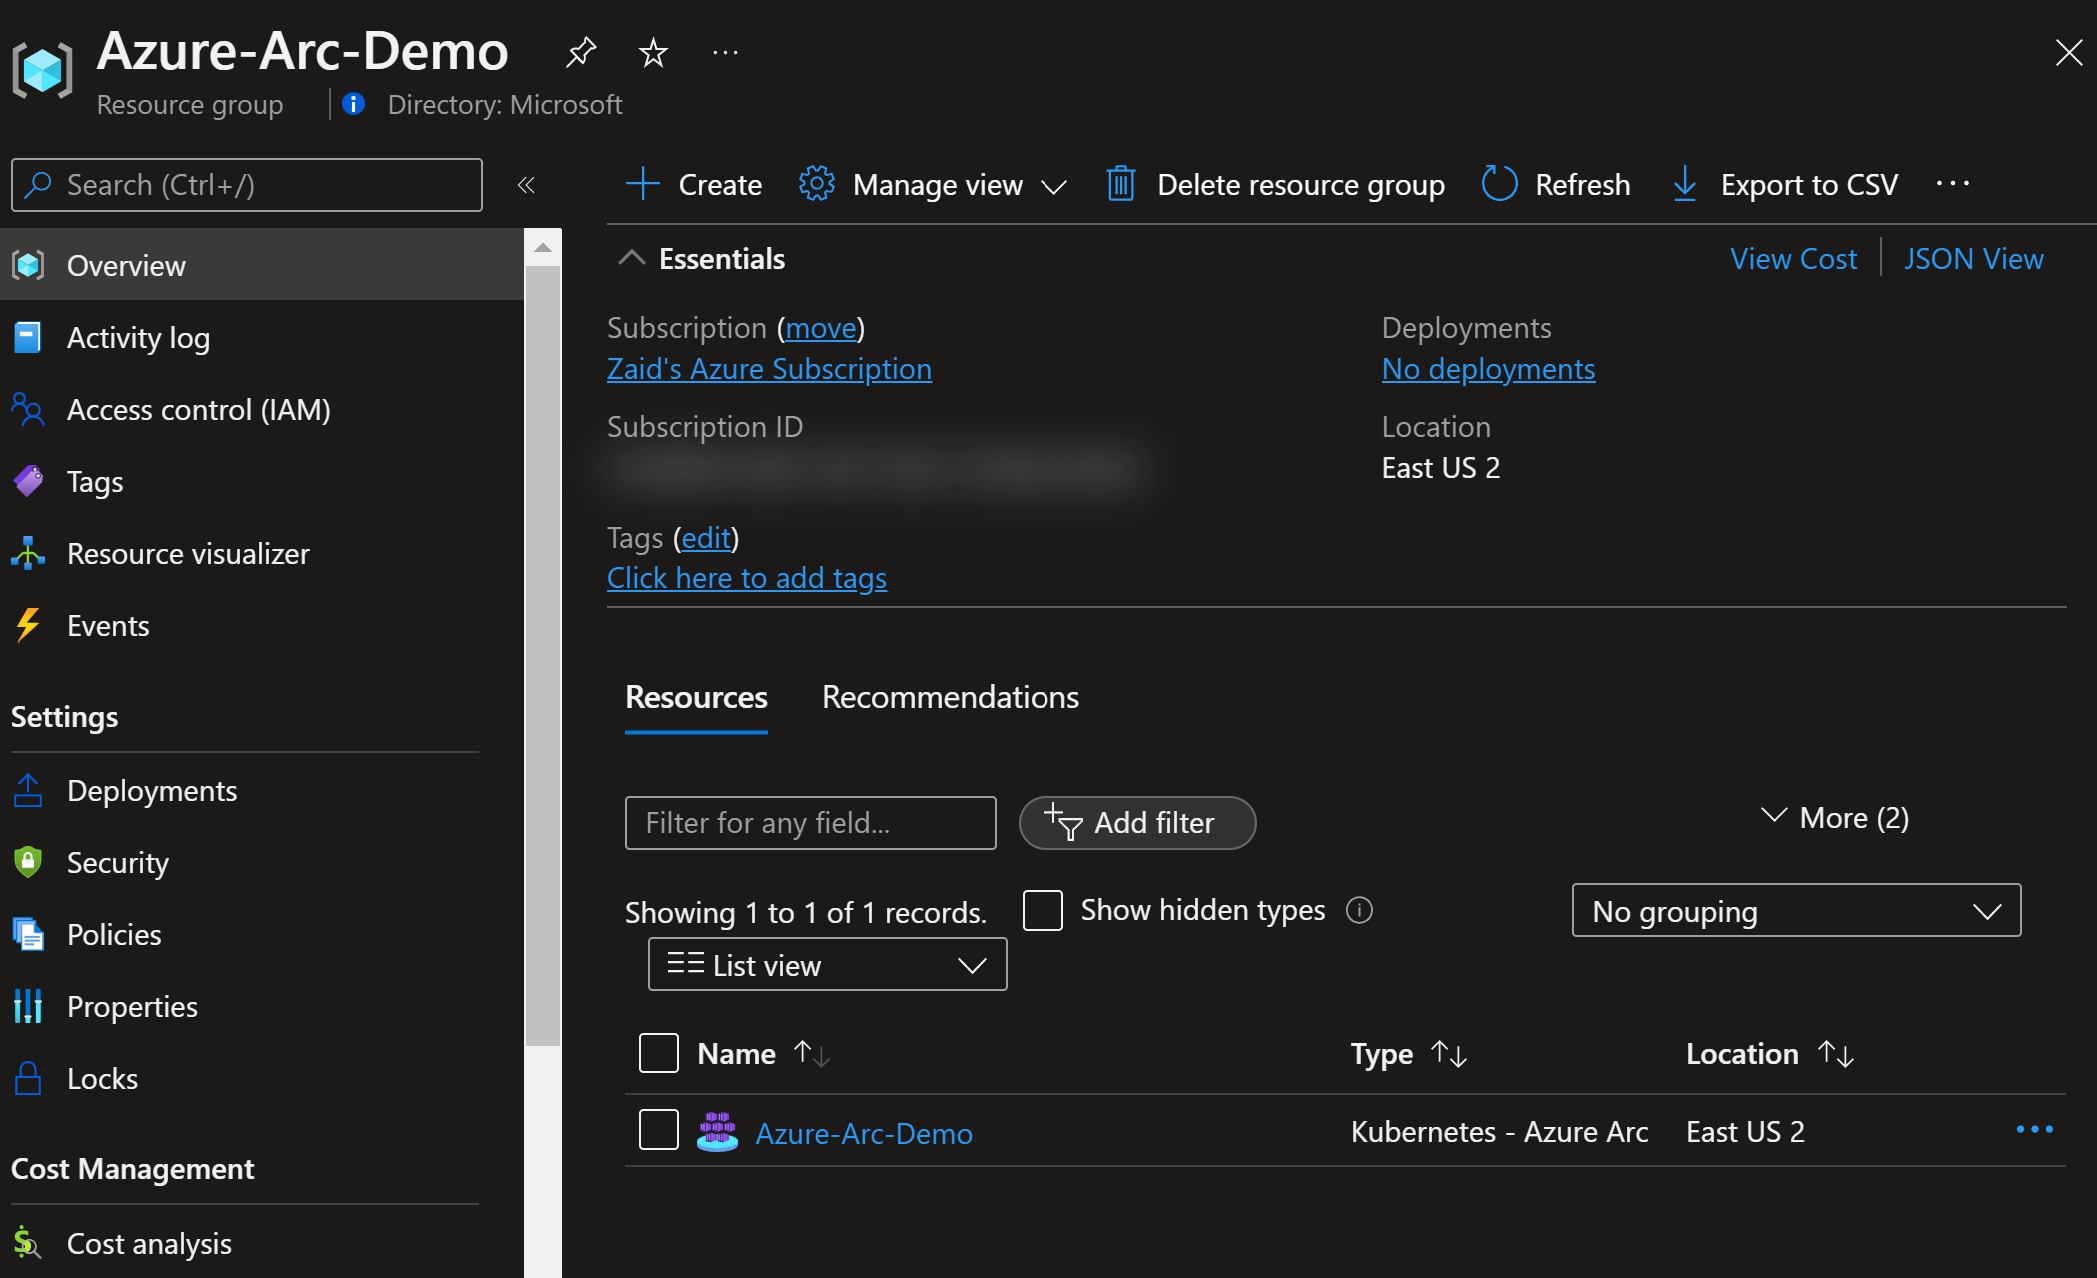 Azure-Arc-Demo
Resource group
Directory: Microsoft
Search (Ctrl+/)
Overview
Activity log
Access control (IAM)
Tags
Resource visualizer
Events
Settings
Deployments
Security
Policies
Properties
Locks
Cost Management
Cost analysis
Create Manage view Delete resource group Refresh Export to CSV
Essentials
View Cost JSON View
Subscription (move)
Zaid's Azure Subscription
Subscription ID
Tags (edit)
Click here to add tags
Deployments
No deployments
Location
East US 2
Resources Recommendations
Filter for any field... Add filter More (2)
Showing 1 to 1 of 1 records. Show hidden types No grouping
List view
Name Type Location
Azure-Arc-Demo Kubernetes - Azure Arc East US 2